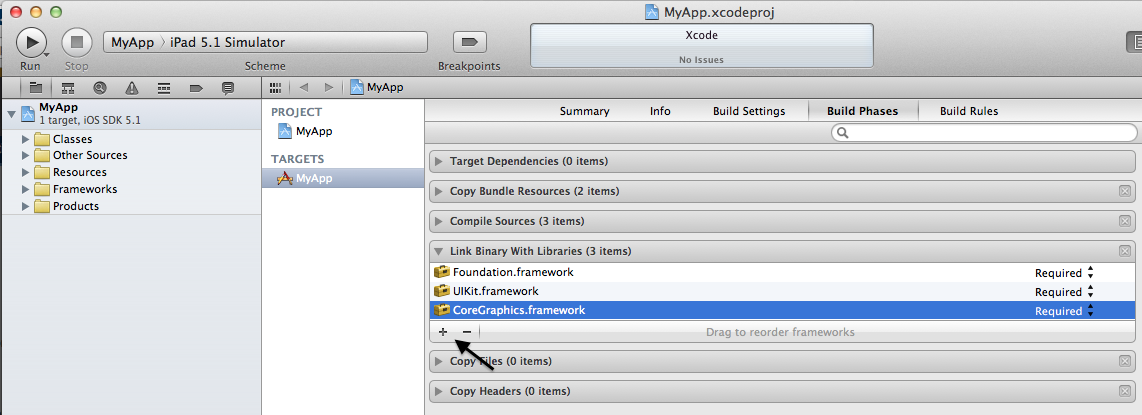 MyApp.xcodeproj
MyApp › iPad 5.1 Simulator
Xcode
No Issues
Run
Stop
Scheme
Breakpoints
MyApp
MyApp
1 target, iOS SDK 5.1
Classes
Other Sources
Resources
Frameworks
Products
PROJECT
MyApp
TARGETS
MyApp
Summary Info Build Settings Build Phases Build Rules
Target Dependencies (0 items)
Copy Bundle Resources (2 items)
Compile Sources (3 items)
Link Binary With Libraries (3 items)
Foundation.framework Required
UIKit.framework Required
CoreGraphics.framework Required
+ − Drag to reorder frameworks
Copy Files (0 items)
Copy Headers (0 items)